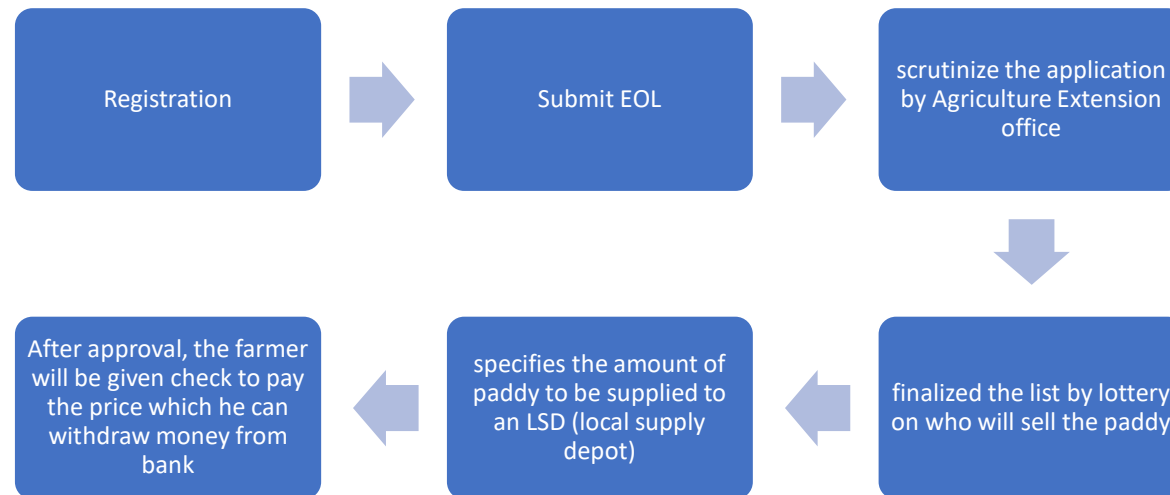 Registration
Submit EOL
scrutinize the application
by Agriculture Extension
office
finalized the list by lottery
on who will sell the paddy
specifies the amount of
paddy to be supplied to
an LSD (local supply
depot)
After approval, the farmer
will be given check to pay
the price which he can
withdraw money from
bank